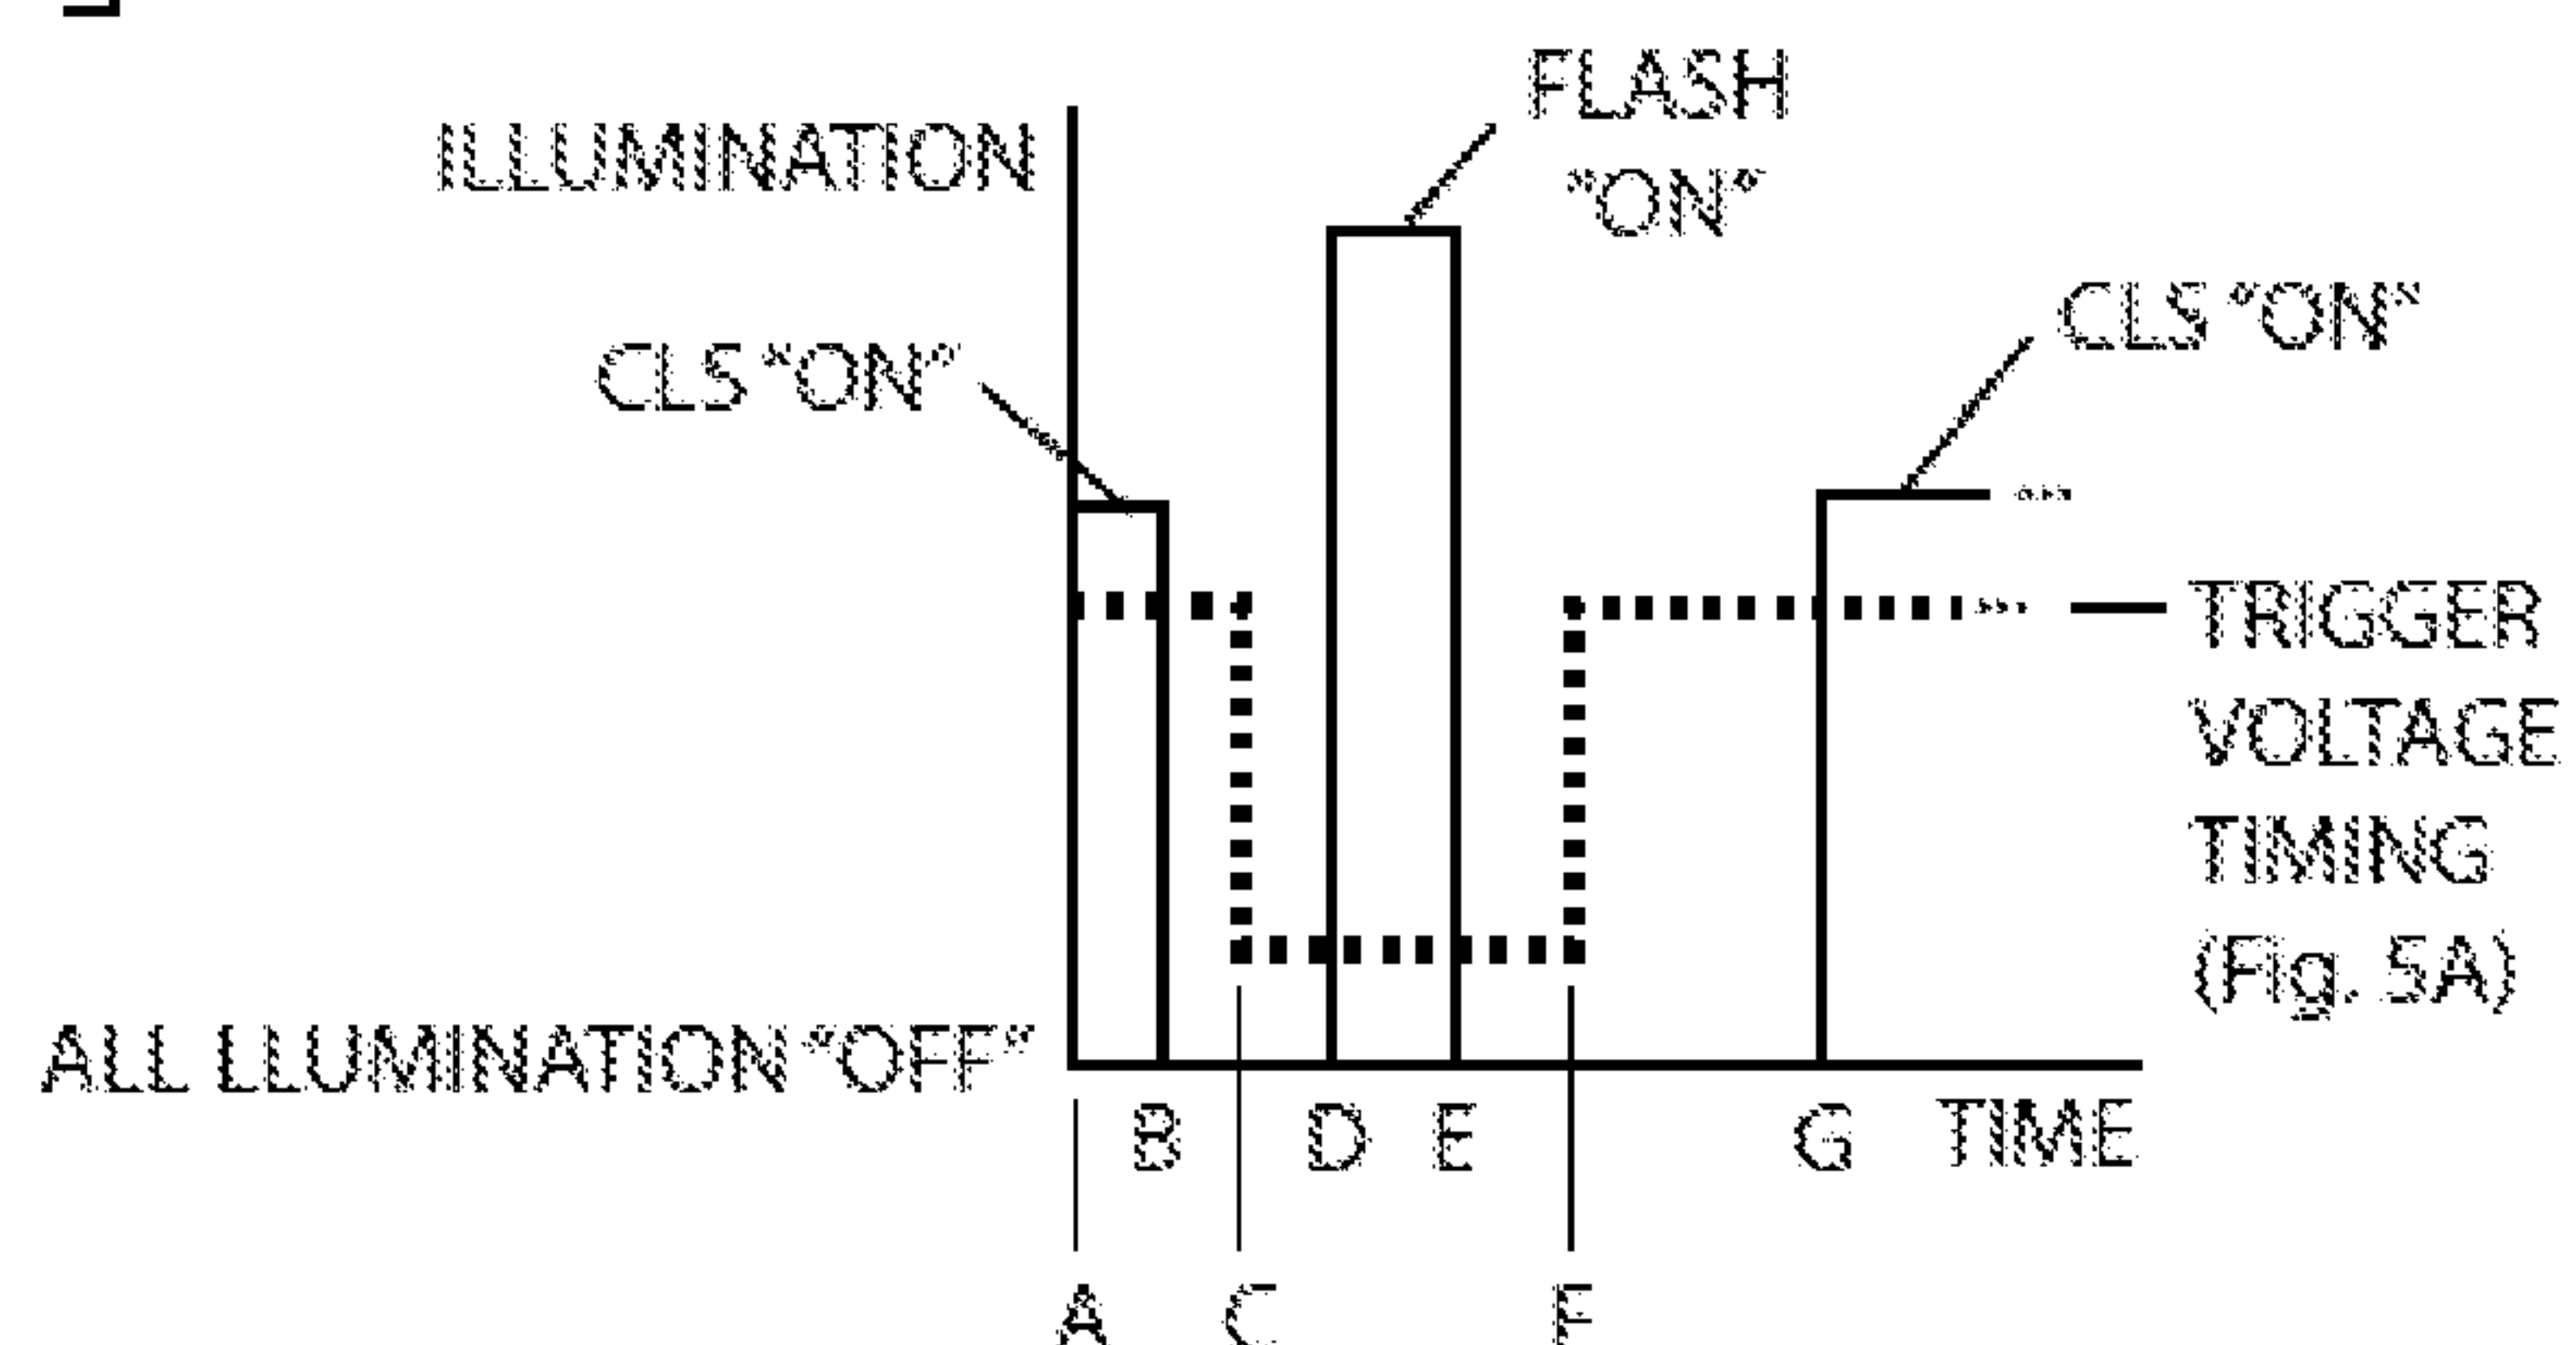 FLASH
"ON"
ILLUMINATION
CLS "ON"
CLS "ON"
TRIGGER
VOLTAGE
TIMING
(Fig. 5A)
ALL LLUMINATION "OFF"
B
D
E
G
TIME
A
C
F